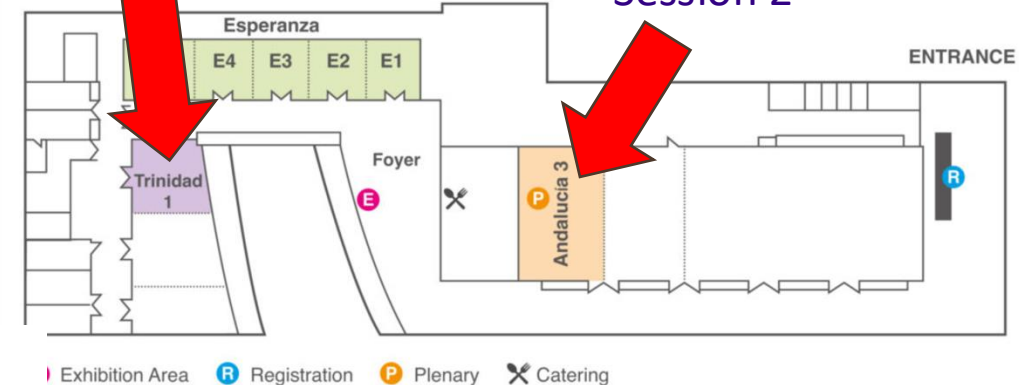 Session 2
Esperanza
E4 E3 E2 E1
ENTRANCE
Foyer
Trinidad
1
E
P
Andalucía 3
R
Exhibition Area R Registration P Plenary Catering